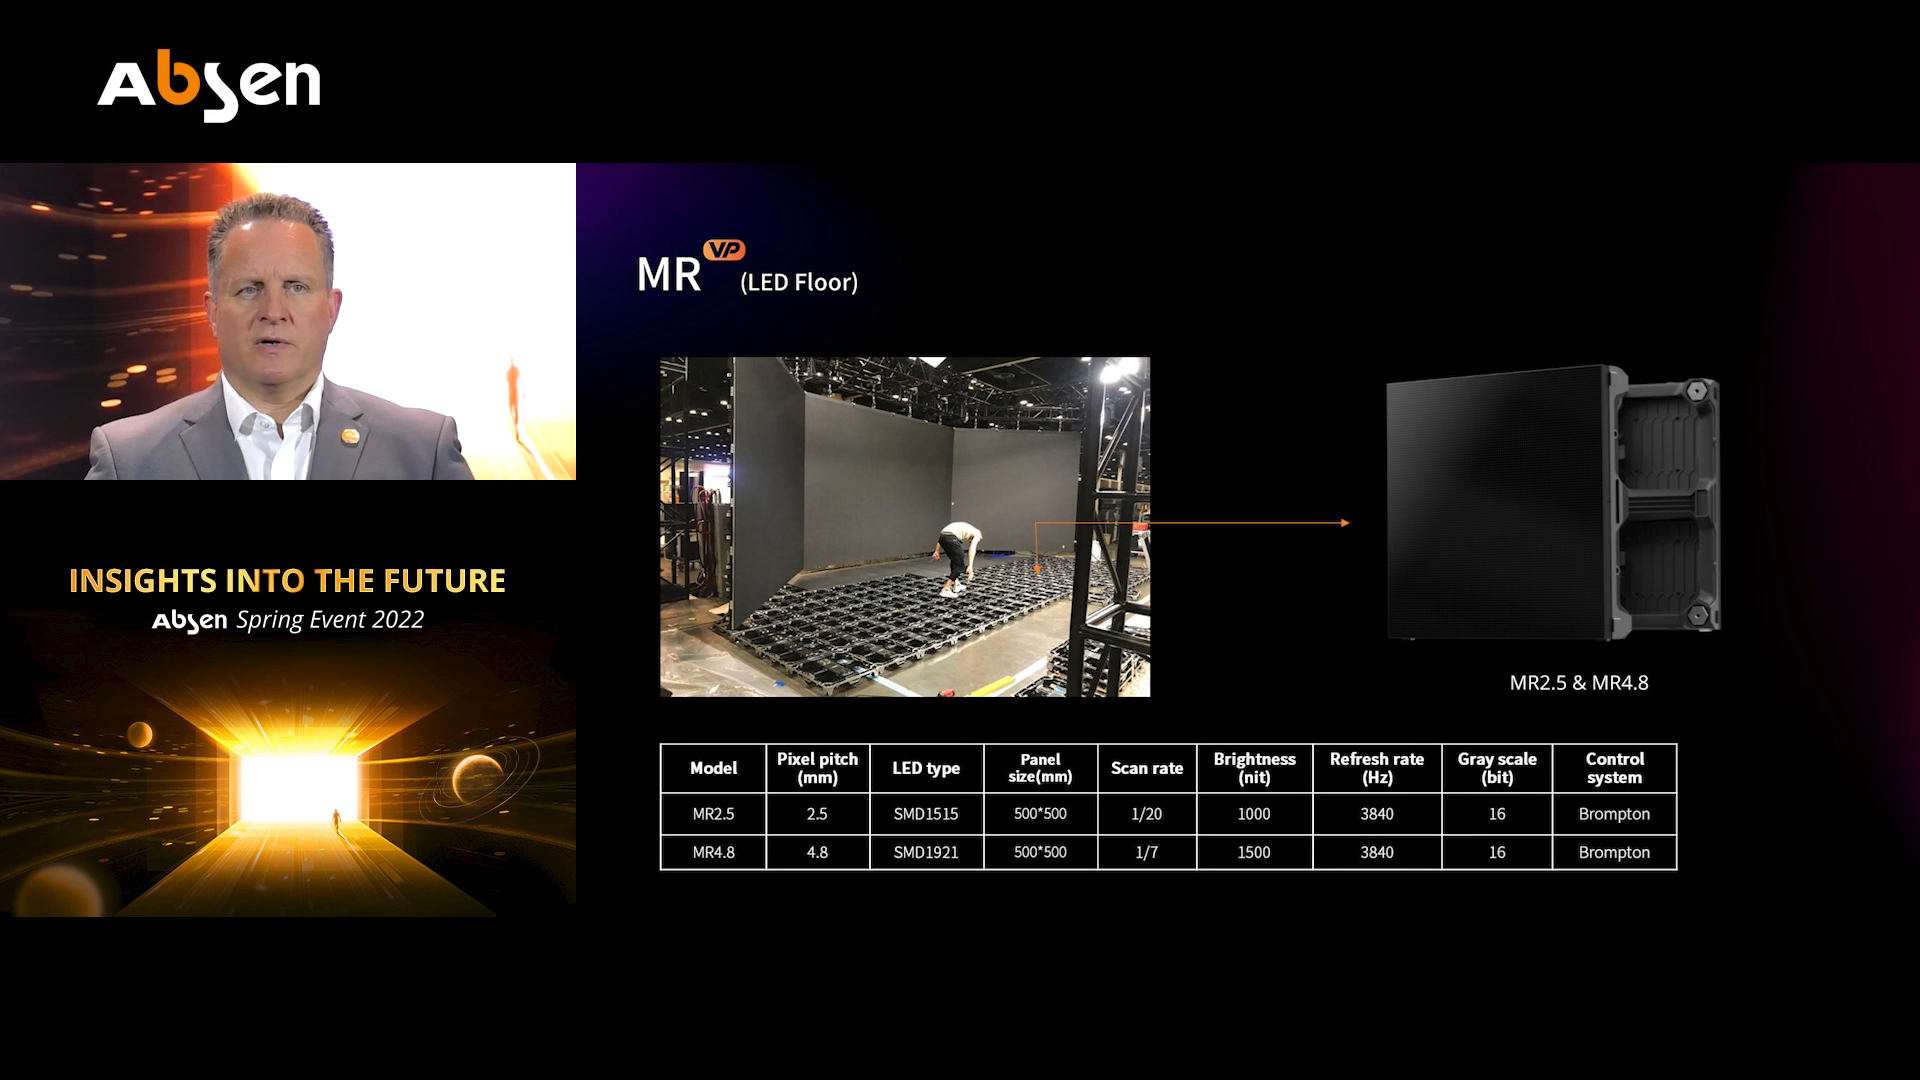 Absen
INSIGHTS INTO THE FUTURE
Absen Spring Event 2022
MR VP (LED Floor)
MR2.5 & MR4.8
Model Pixel pitch (mm) LED type Panel size(mm) Scan rate Brightness (nit) Refresh rate (Hz) Gray scale (bit) Control system
MR2.5 2.5 SMD1515 500*500 1/20 1000 3840 16 Brompton
MR4.8 4.8 SMD1921 500*500 1/7 1500 3840 16 Brompton